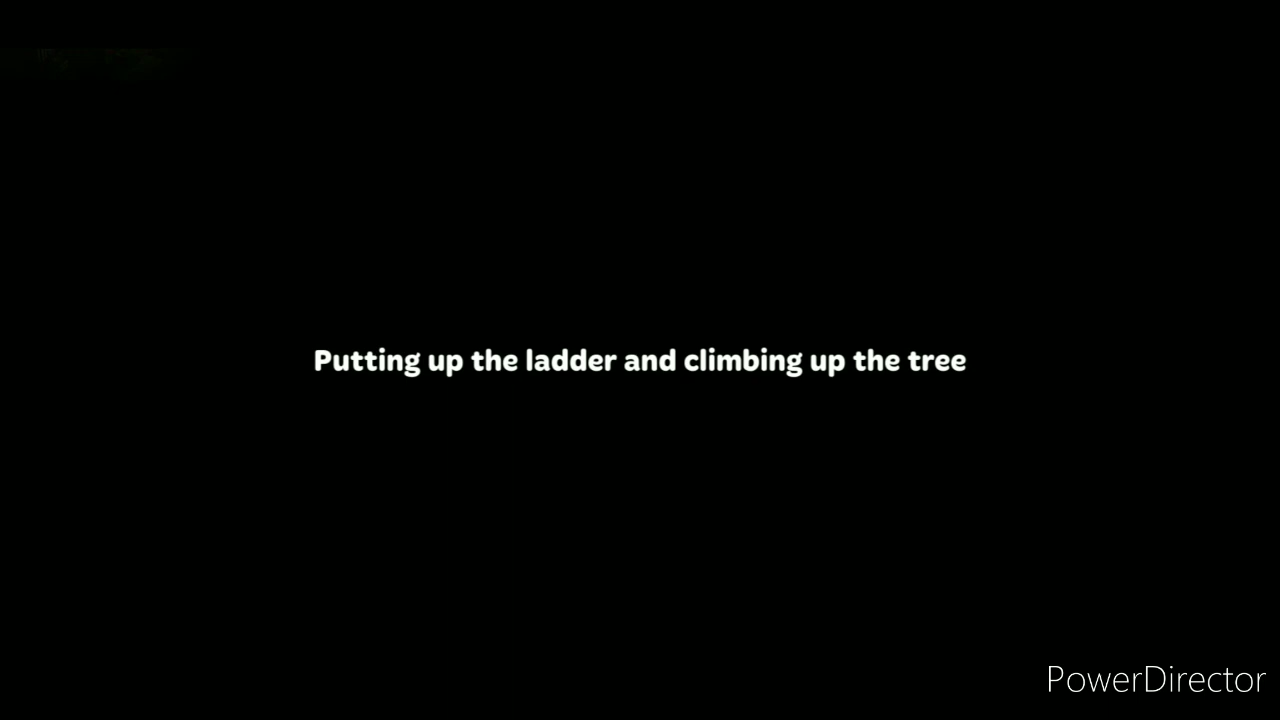 Putting up the ladder and climbing up the tree
PowerDirector